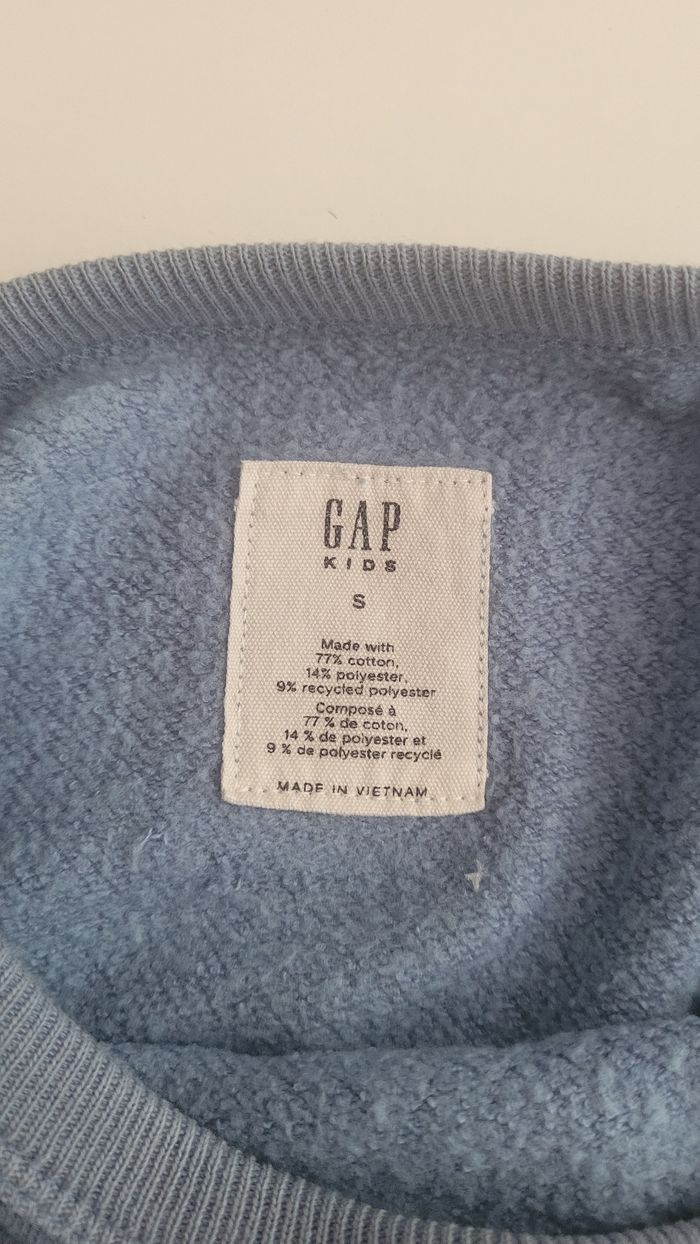 GAP
KIDS
S
Made with
77% cotton,
14% polyester,
9% recycled polyester
Composé à
77 % de coton,
14 % de polyester et
9 % de polyester recyclé
MADE IN VIETNAM